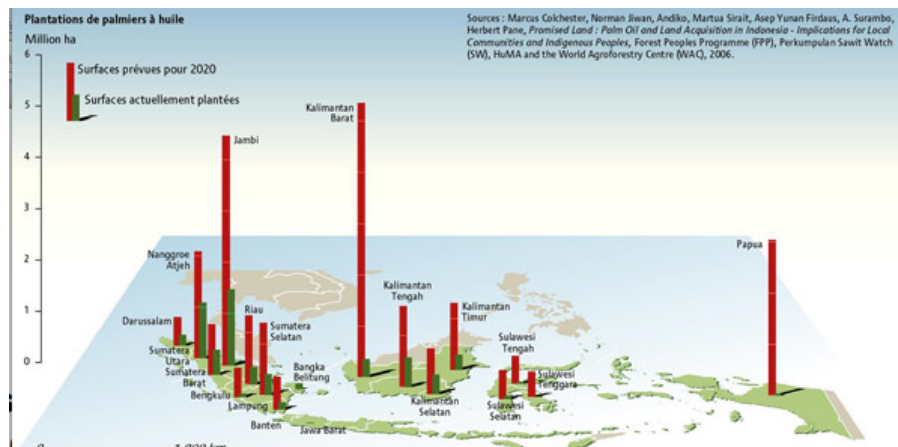 Plantations de palmiers à huile
Million ha
6
5
4
3
2
1
0
Surfaces prévues pour 2020
Surfaces actuellement plantées
Sources : Marcus Colchester, Norman Jiwan, Andiko, Martua Sirait, Asep Yunan Firdaus, A. Surambo,
Herbert Pane, Promised Land : Palm Oil and Land Acquisition in Indonesia - Implications for Local
Communities and Indigenous Peoples, Forest Peoples Programme (FPP), Perkumpulan Sawit Watch
(SW), HuMA and the World Agroforestry Centre (WAC), 2006.
Kalimantan
Barat
Jambi
Papua
Nanggroe
Atjeh
Kalimantan
Tengah
Kalimantan
Timur
Darussalam
Riau
Sumatera
Selatan
Sulawesi
Tengah
Sumatera
Utara
Sumatera
Barat
Bangka
Belitung
Sulawesi
Tenggara
Bengkulu
Lampung
Kalimantan
Selatan
Sulawesi
Selatan
Banten
Jawa Barat